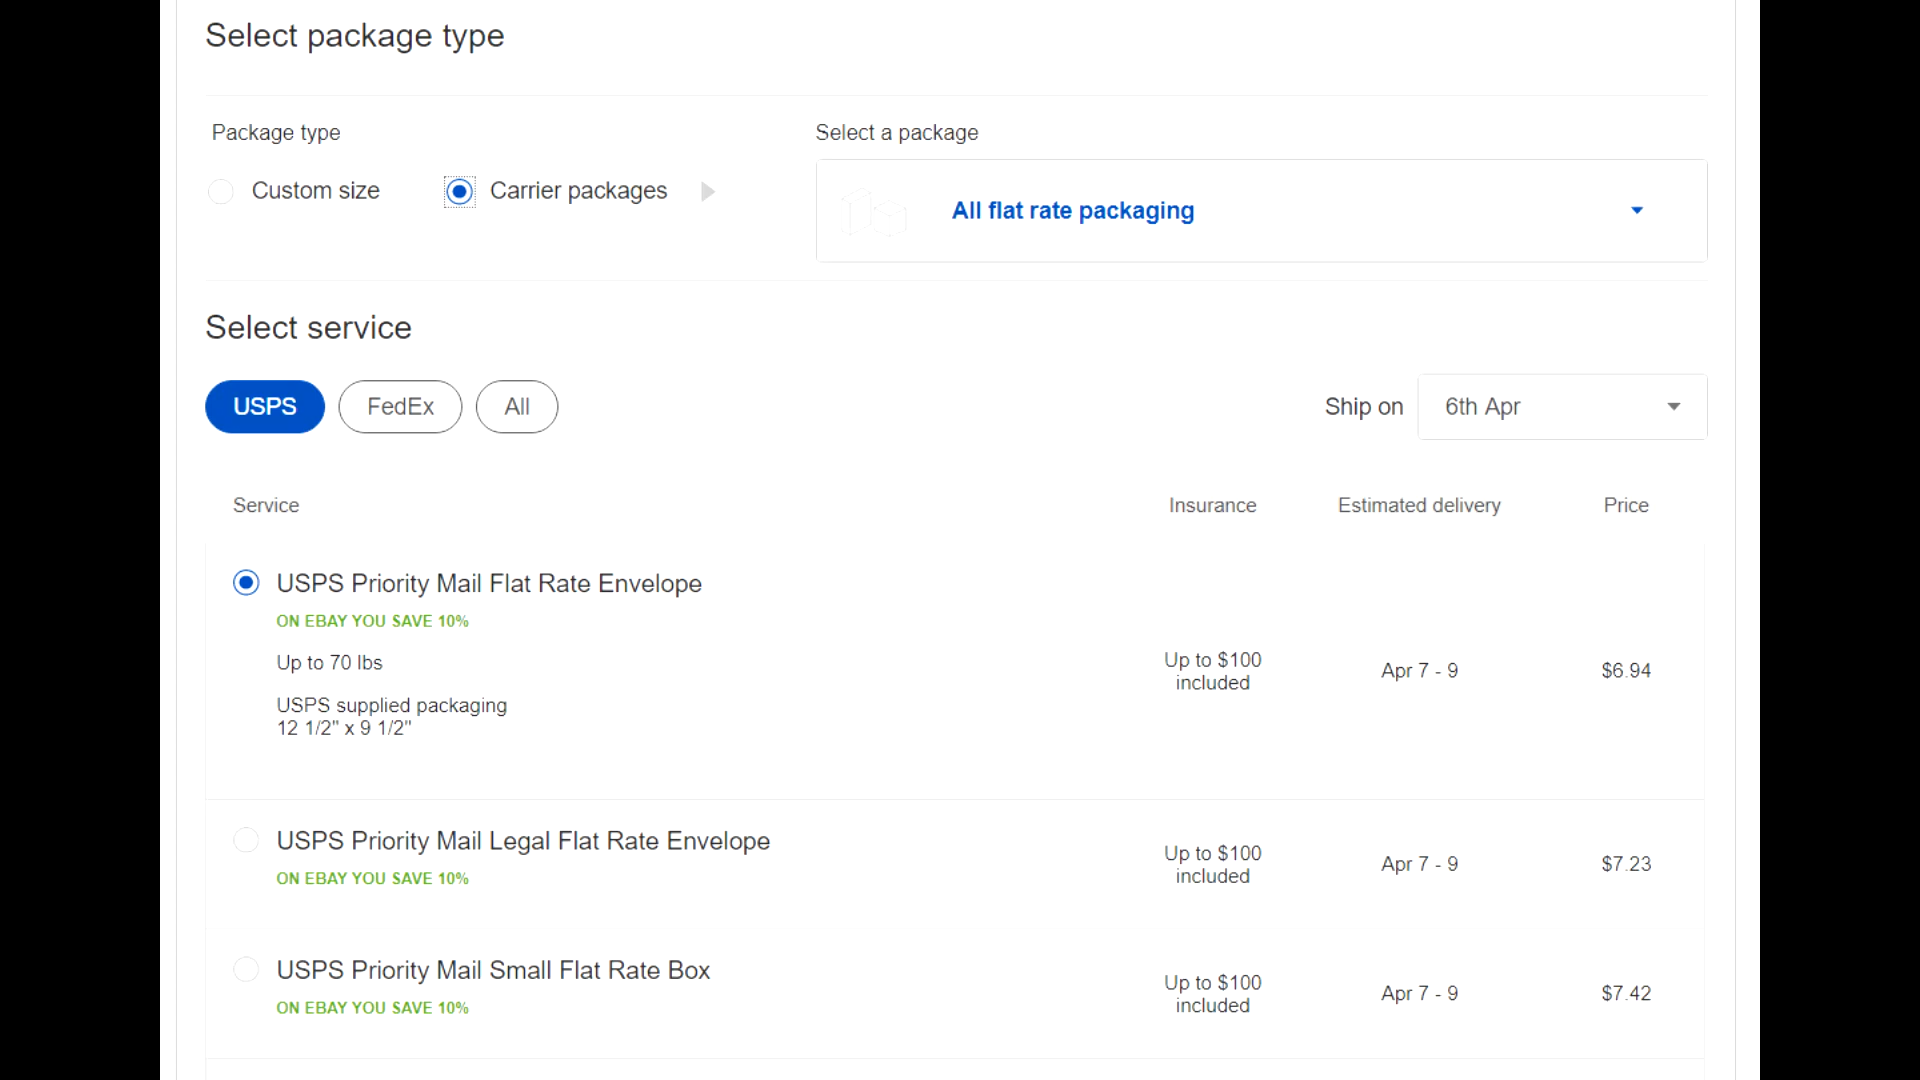 Select package type
Package type
Select a package
Custom size
Carrier packages
All flat rate packaging
Select service
USPS
FedEx
All
Ship on
6th Apr
Service
Insurance
Estimated delivery
Price
USPS Priority Mail Flat Rate Envelope
ON EBAY YOU SAVE 10%
Up to 70 lbs
USPS supplied packaging
12 1/2" x 9 1/2"
Up to $100
included
Apr 7 - 9
$6.94
USPS Priority Mail Legal Flat Rate Envelope
ON EBAY YOU SAVE 10%
Up to $100
included
Apr 7 - 9
$7.23
USPS Priority Mail Small Flat Rate Box
ON EBAY YOU SAVE 10%
Up to $100
included
Apr 7 - 9
$7.42